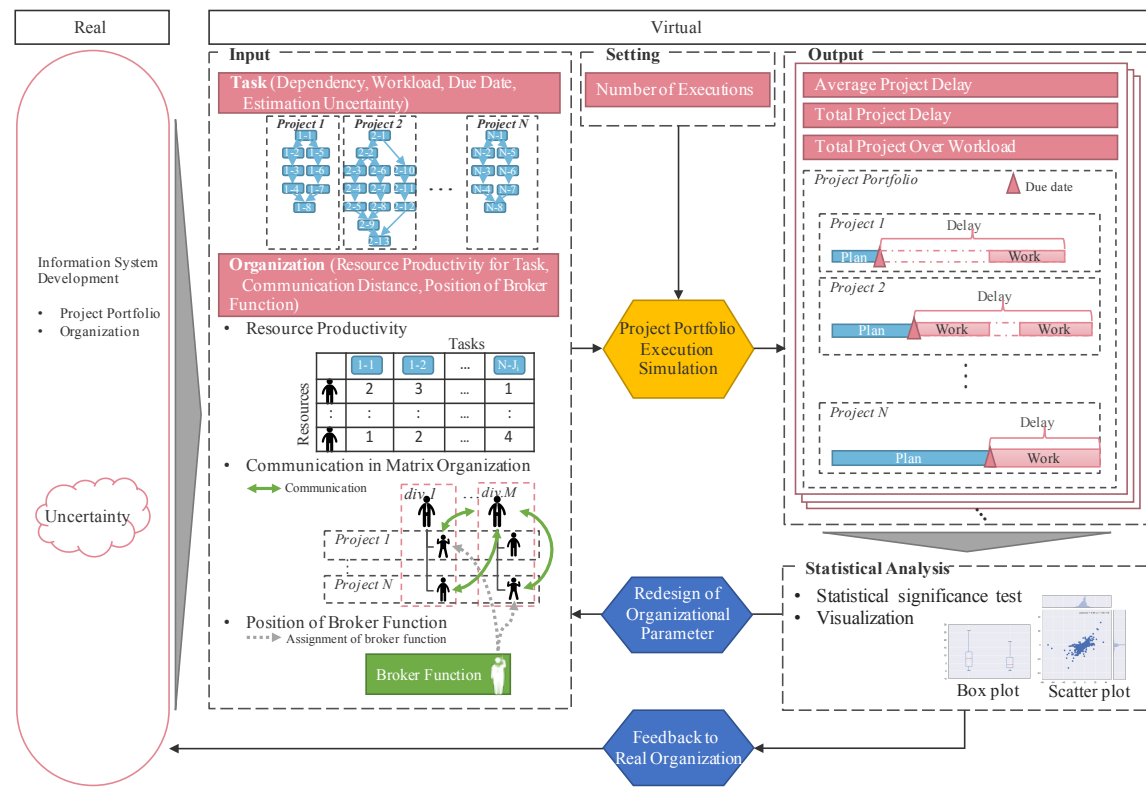 Real
Virtual
Information System
Development
• Project Portfolio
• Organization
Uncertainty
Input
Task (Dependency, Workload, Due Date,
Estimation Uncertainty)
Project 1
Project 2
Project N
1-1
1-2
1-5
1-3
1-6
1-4
1-7
1-8
2-1
2-2
2-3
2-6
2-10
2-4
2-7
2-11
2-5
2-8
2-12
2-9
2-13
...
N-1
N-2
N-5
N-3
N-6
N-4
N-7
N-8
Organization (Resource Productivity for Task,
Communication Distance, Position of Broker
Function)
• Resource Productivity
Tasks
Resources
1-1 1-2 ... N-Ji
2 3 ... 1
: : ... :
1 2 ... 4
• Communication in Matrix Organization
Communication
div.1 ... div.M
Project 1
:
Project N
• Position of Broker Function
Assignment of broker function
Broker Function
Setting
Number of Executions
Project Portfolio
Execution
Simulation
Output
Average Project Delay
Total Project Delay
Total Project Over Workload
Project Portfolio
Due date
Project 1
Delay
Plan
Work
Project 2
Delay
Plan
Work
Work
Project N
Delay
Plan
Work
Statistical Analysis
• Statistical significance test
• Visualization
Box plot
Scatter plot
Redesign of
Organizational
Parameter
Feedback to
Real Organization